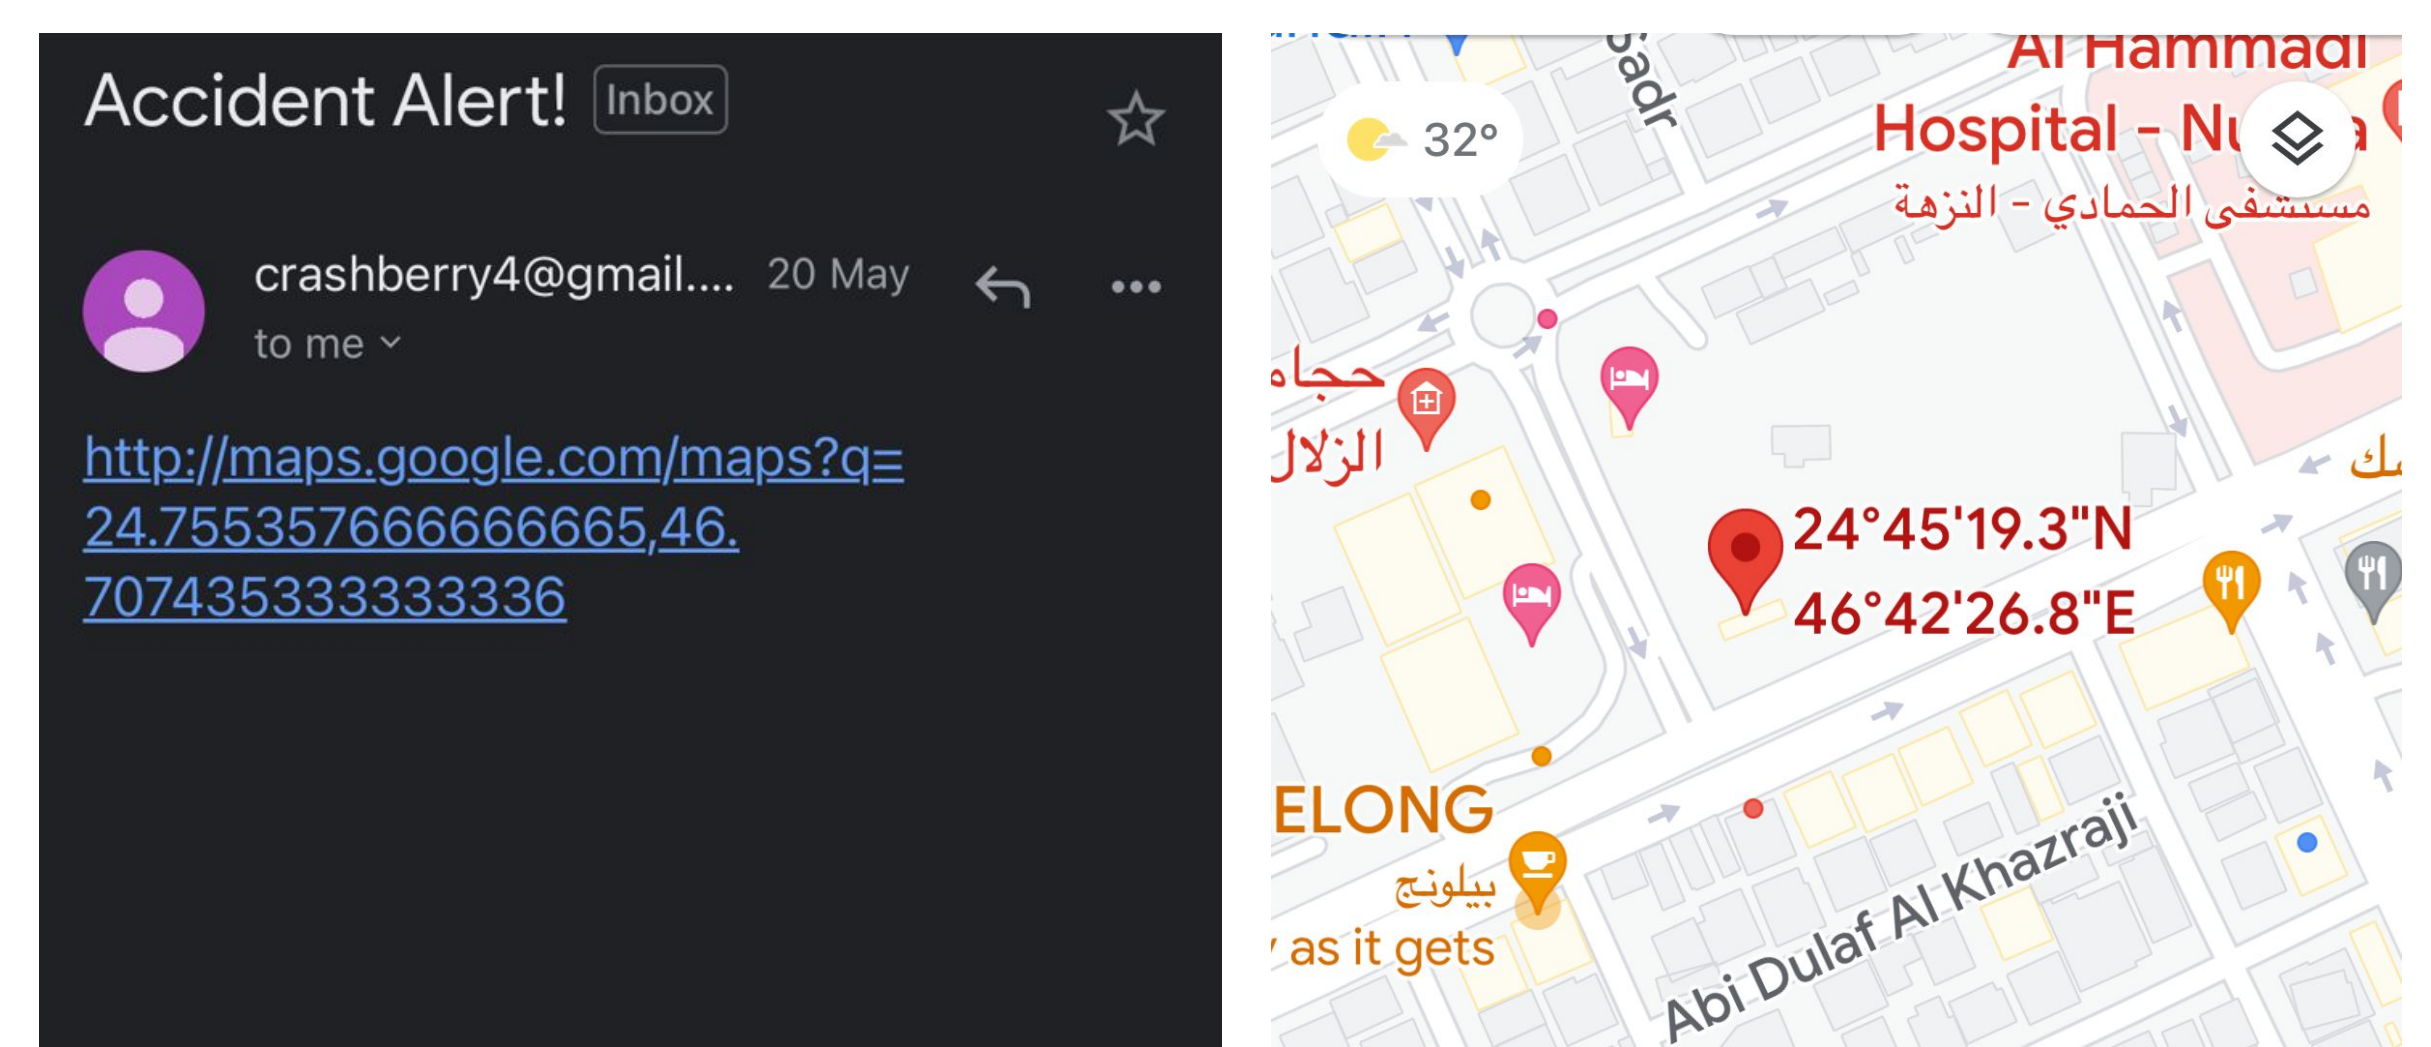 Accident Alert! Inbox
crashberry4@gmail.... 20 May
to me
http://maps.google.com/maps?q=
24.755357666666665,46.
707435333333336
32°
Al Hammadi
Hospital -
مستشفى الحمادي - النزهة
الزلال
24°45'19.3"N
46°42'26.8"E
ELONG
بيلونج
as it gets
Abi Dulaf Al Khazraji